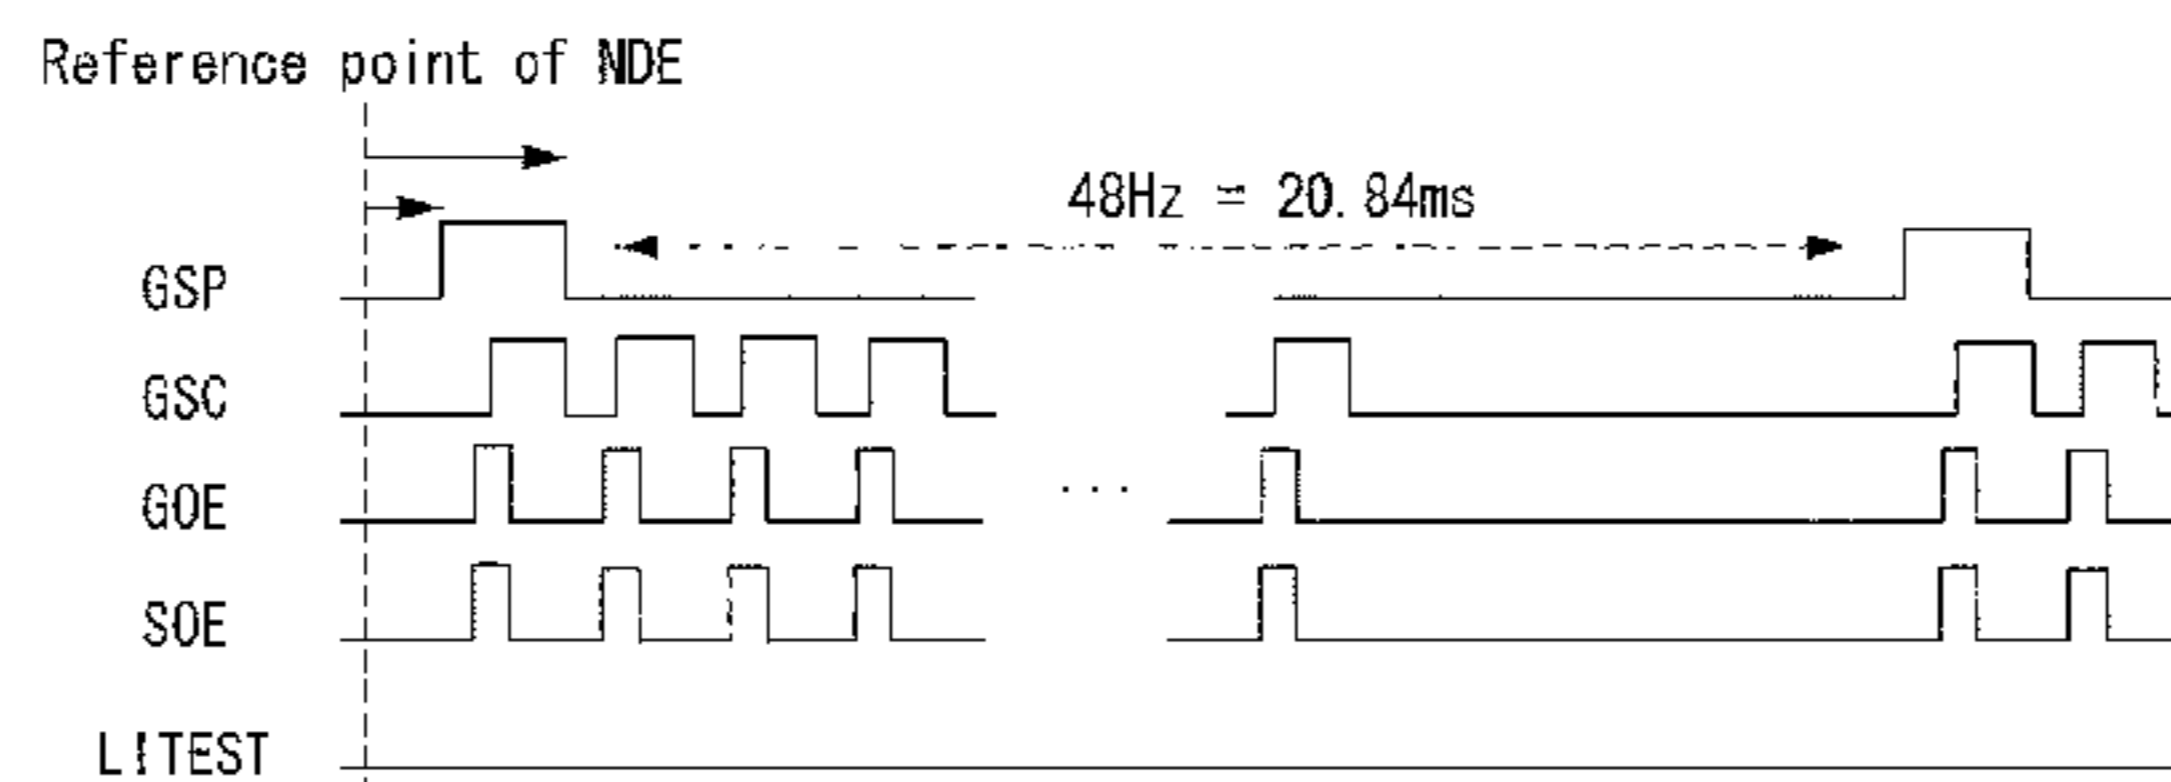 Reference point of NDE
48Hz = 20.84ms
GSP
GSC
GOE
...
SOE
LITEST